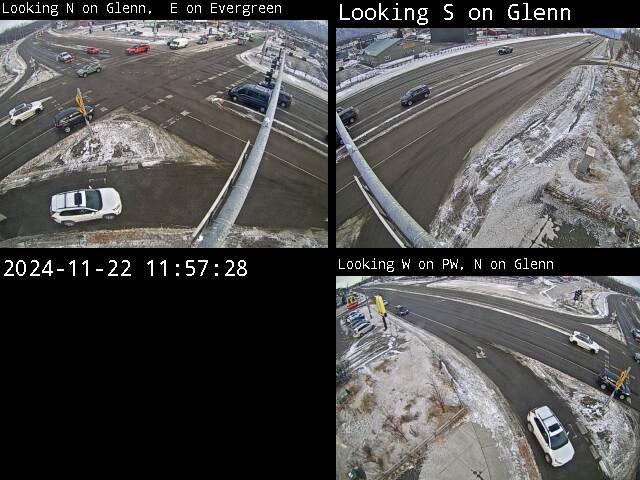 Looking N on Glenn,  E on Evergreen
Looking S on Glenn
2024-11-22 11:57:28
Looking W on PW, N on Glenn